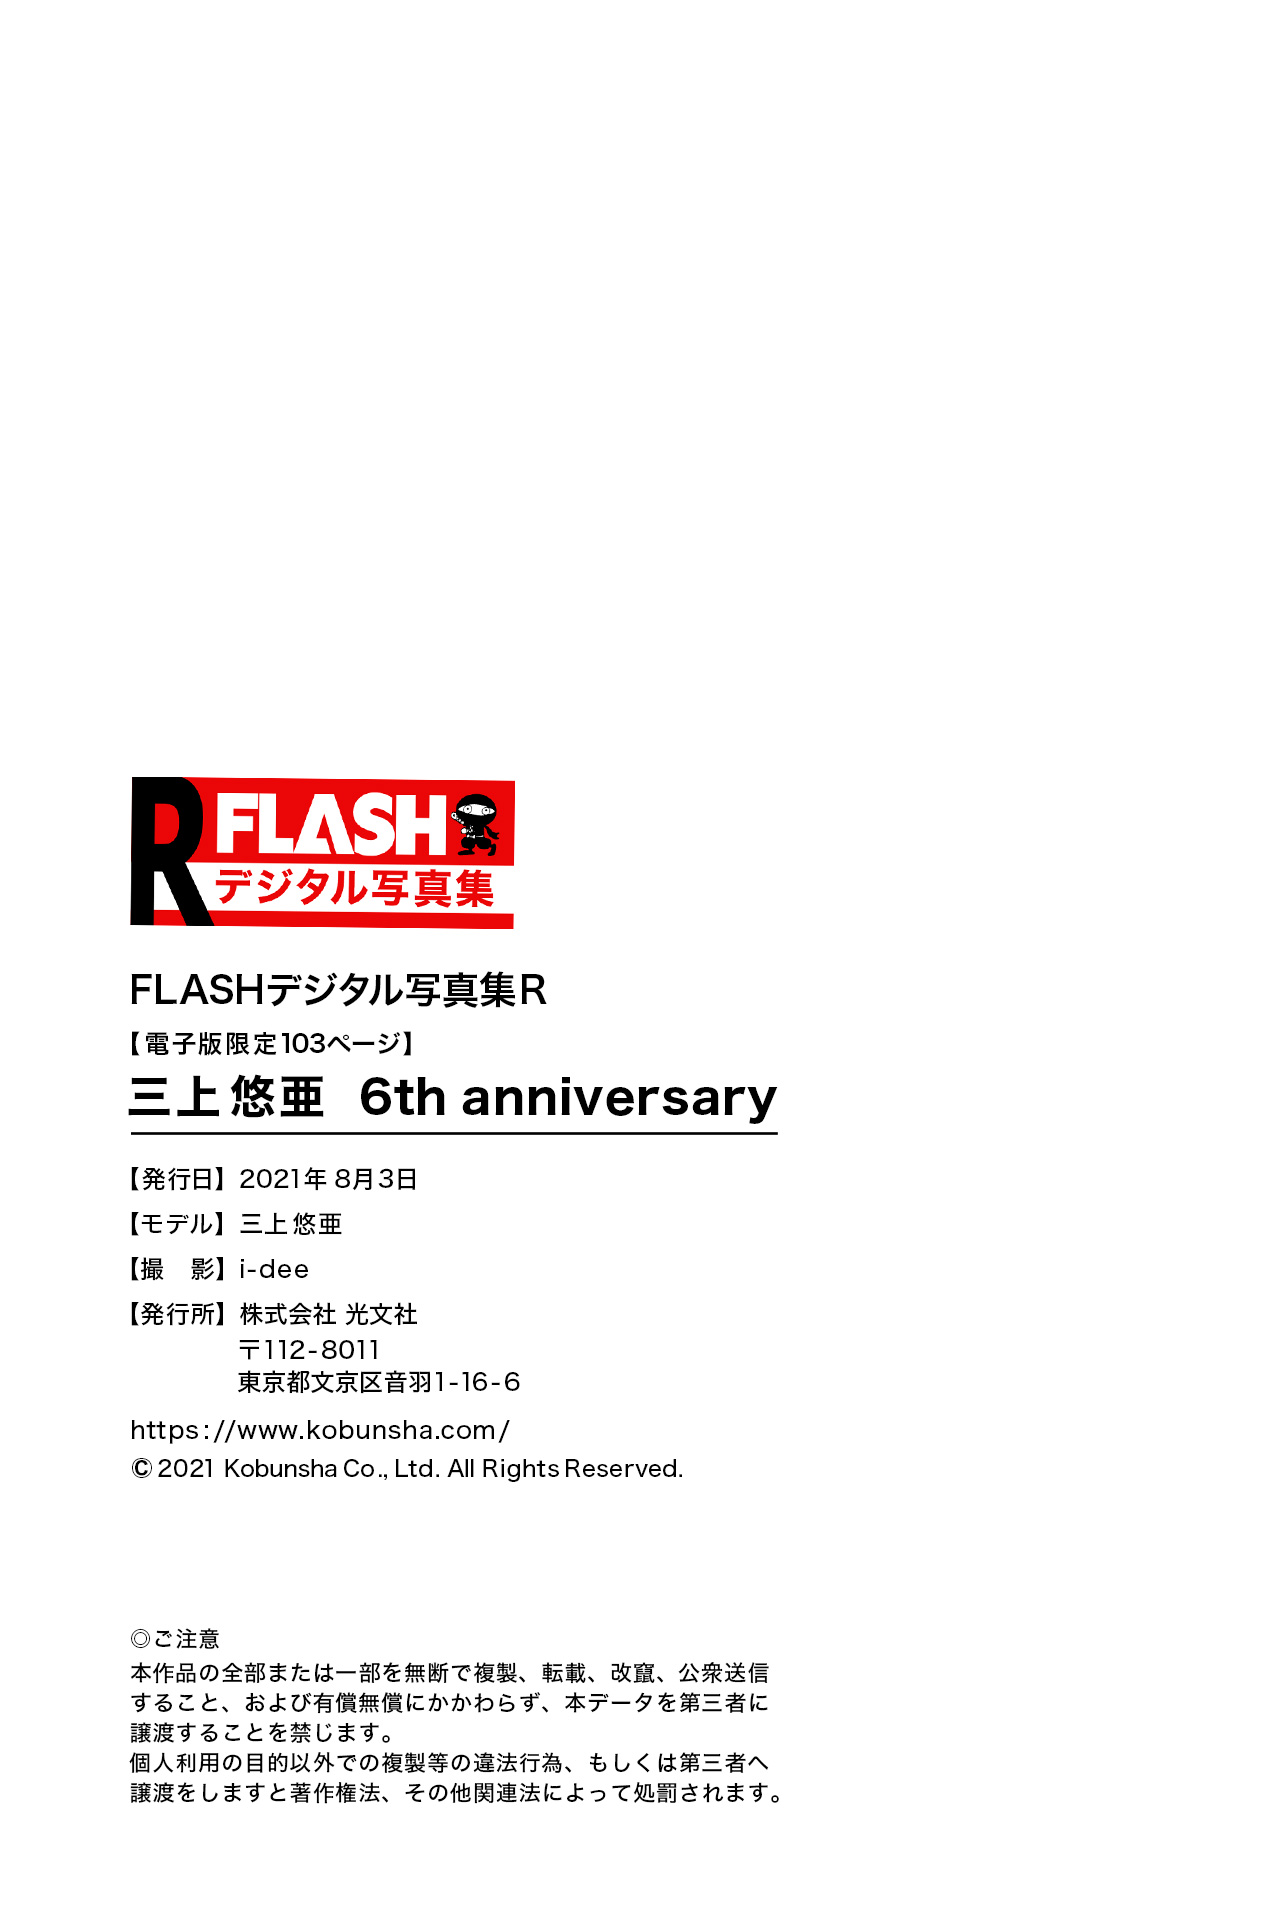 R FLASH
デジタル写真集
FLASHデジタル写真集R
【電子版限定103ページ】
三上悠亜 6th anniversary
【発行日】2021年8月3日
【モデル】三上悠亜
【撮　影】i-dee
【発行所】株式会社 光文社
〒112-8011
東京都文京区音羽1-16-6
https://www.kobunsha.com/
© 2021 Kobunsha Co., Ltd. All Rights Reserved.
◎ご注意
本作品の全部または一部を無断で複製、転載、改竄、公衆送信
すること、および有償無償にかかわらず、本データを第三者に
譲渡することを禁じます。
個人利用の目的以外での複製等の違法行為、もしくは第三者へ
譲渡をしますと著作権法、その他関連法によって処罰されます。